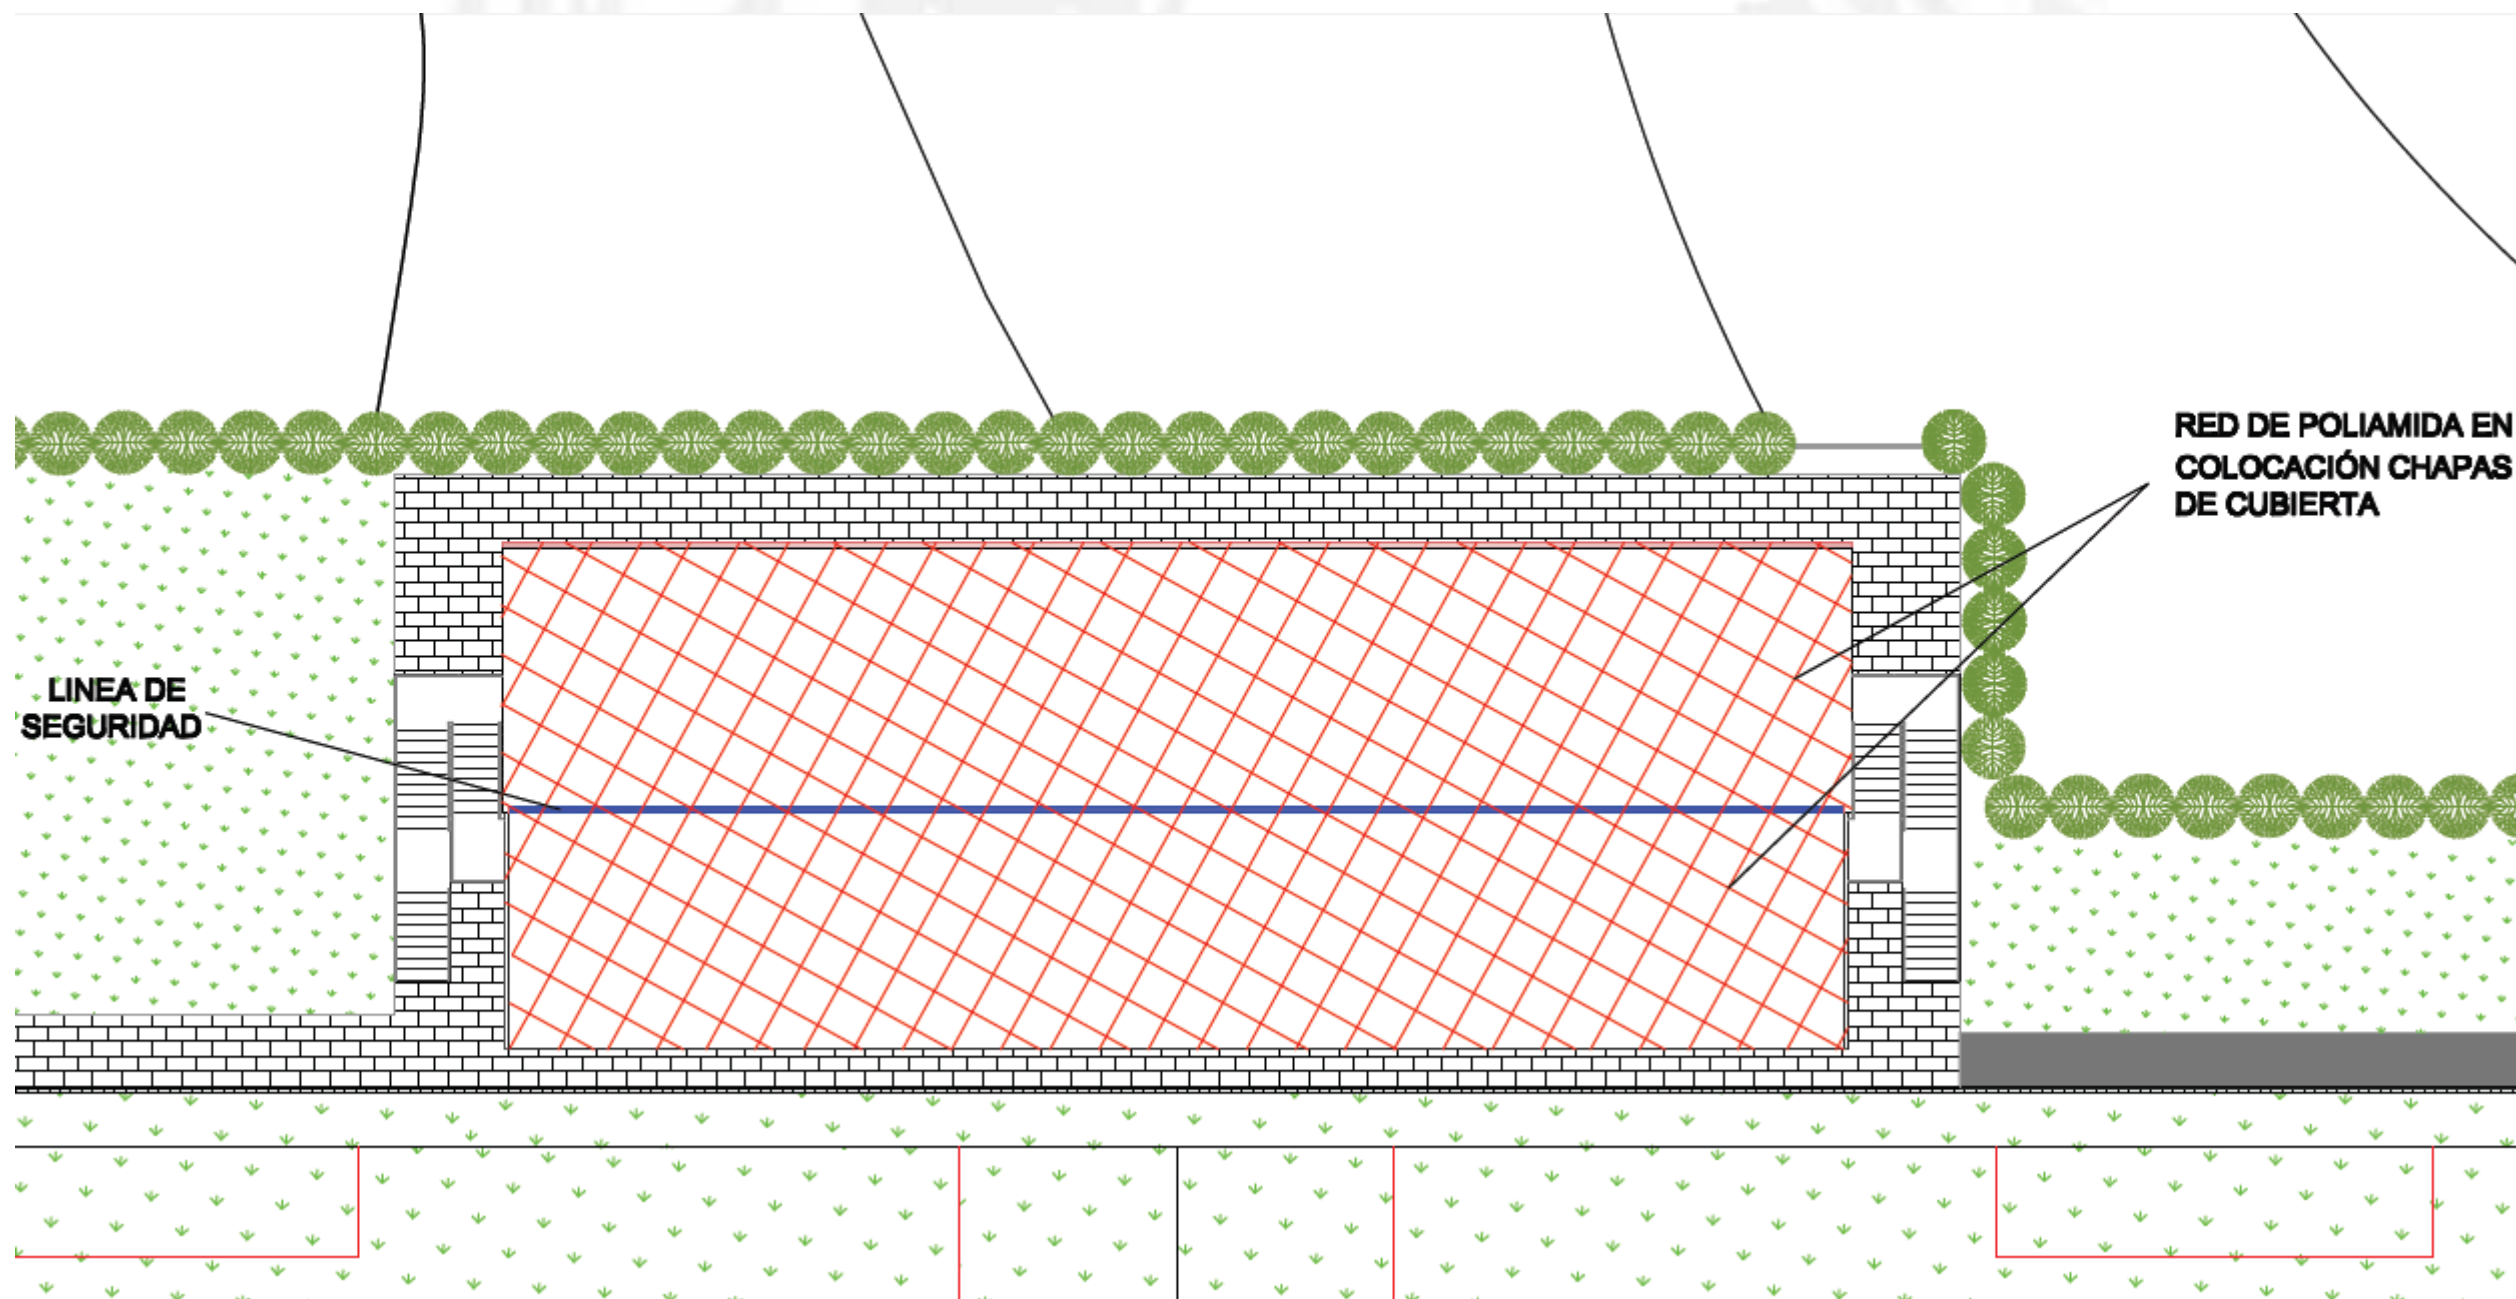 RED DE POLIAMIDA EN
COLOCACIÓN CHAPAS
DE CUBIERTA
LINEA DE
SEGURIDAD